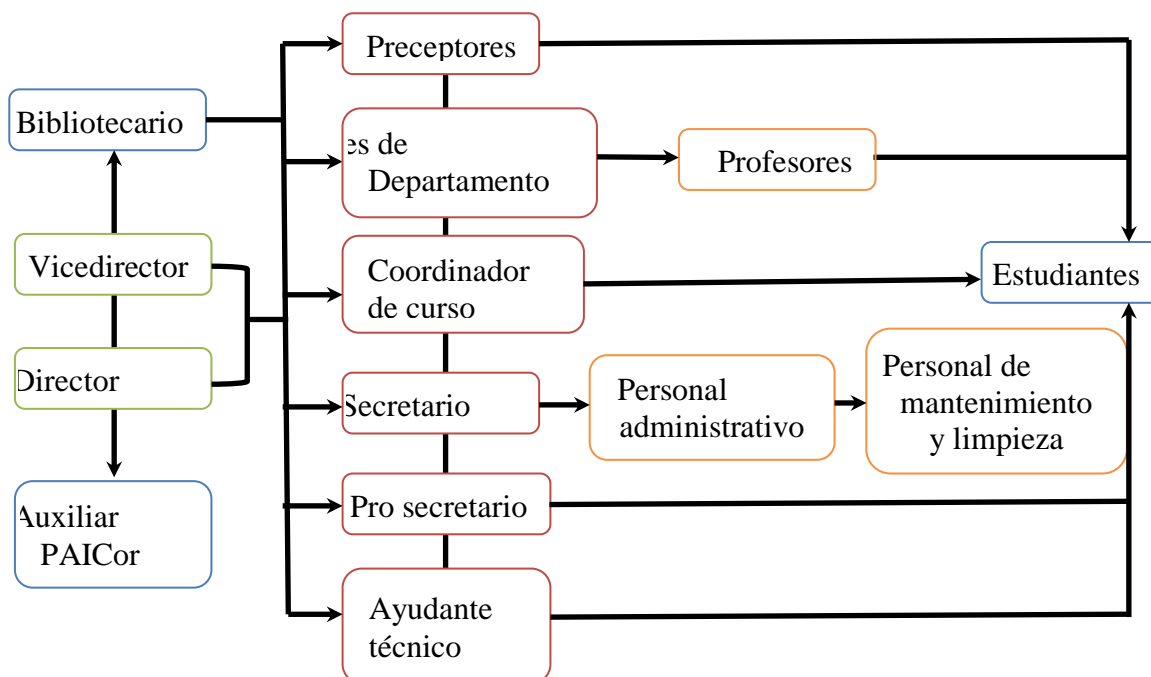 Preceptores
Bibliotecario
es de
Departamento
Profesores
Vicedirector
Coordinador
de curso
Estudiantes
Director
Secretario
Personal
administrativo
Personal de
mantenimiento
y limpieza
Auxiliar
PAICor
Pro secretario
Ayudante
técnico